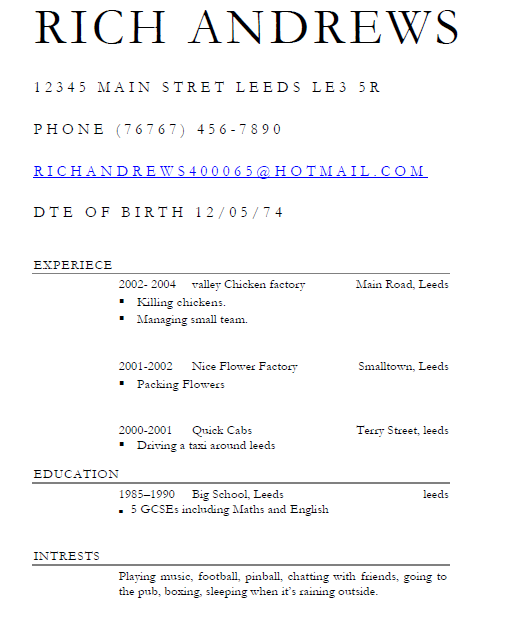 RICH ANDREWS
12345 MAIN STRET LEEDS LE3 5R
PHONE (76767) 456-7890
RICHANDREWS400065@HOTMAIL.COM
DTE OF BIRTH 12/05/74
EXPERIECE
2002- 2004 valley Chicken factory Main Road, Leeds
▪ Killing chickens.
▪ Managing small team.
2001-2002 Nice Flower Factory Smalltown, Leeds
▪ Packing Flowers
2000-2001 Quick Cabs Terry Street, leeds
▪ Driving a taxi around leeds
EDUCATION
1985–1990 Big School, Leeds leeds
▪ 5 GCSEs including Maths and English
INTRESTS
Playing music, football, pinball, chatting with friends, going to
the pub, boxing, sleeping when it's raining outside.